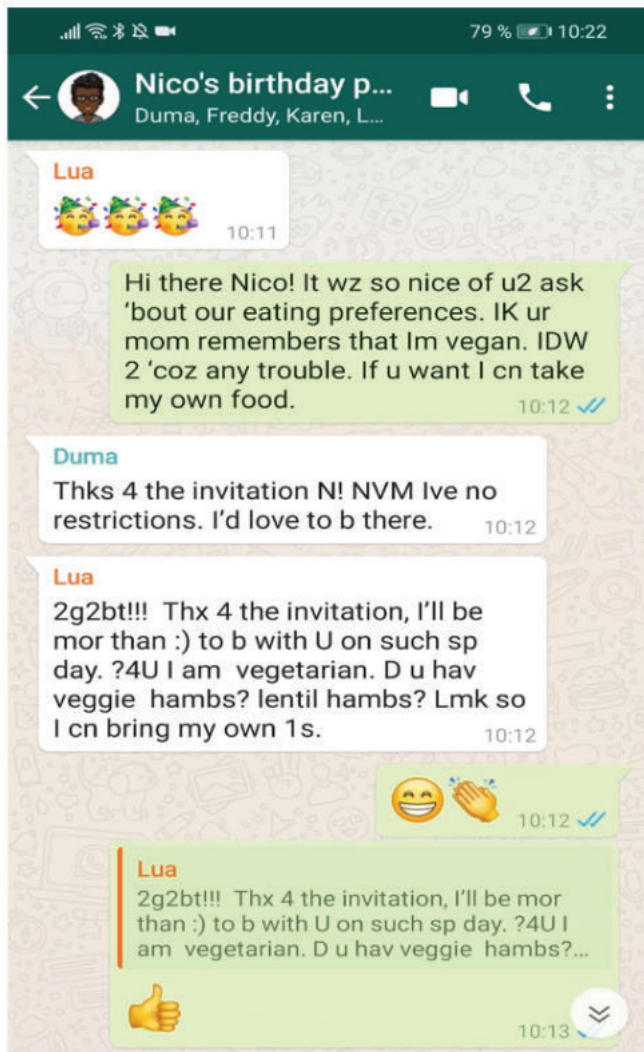 79 % 10:22
Nico's birthday p...
Duma, Freddy, Karen, L...
Lua
10:11
Hi there Nico! It wz so nice of u2 ask
‘bout our eating preferences. IK ur
mom remembers that Im vegan. IDW
2 ‘coz any trouble. If u want I cn take
my own food.
10:12
Duma
Thks 4 the invitation N! NVM Ive no
restrictions. I’d love to b there.
10:12
Lua
2g2bt!!! Thx 4 the invitation, I’ll be
mor than :) to b with U on such sp
day. ?4U I am vegetarian. D u hav
veggie hambs? lentil hambs? Lmk so
I cn bring my own 1s.
10:12
10:12
Lua
2g2bt!!! Thx 4 the invitation, I’ll be mor
than :) to b with U on such sp day. ?4U I
am vegetarian. D u hav veggie hambs?...
10:13